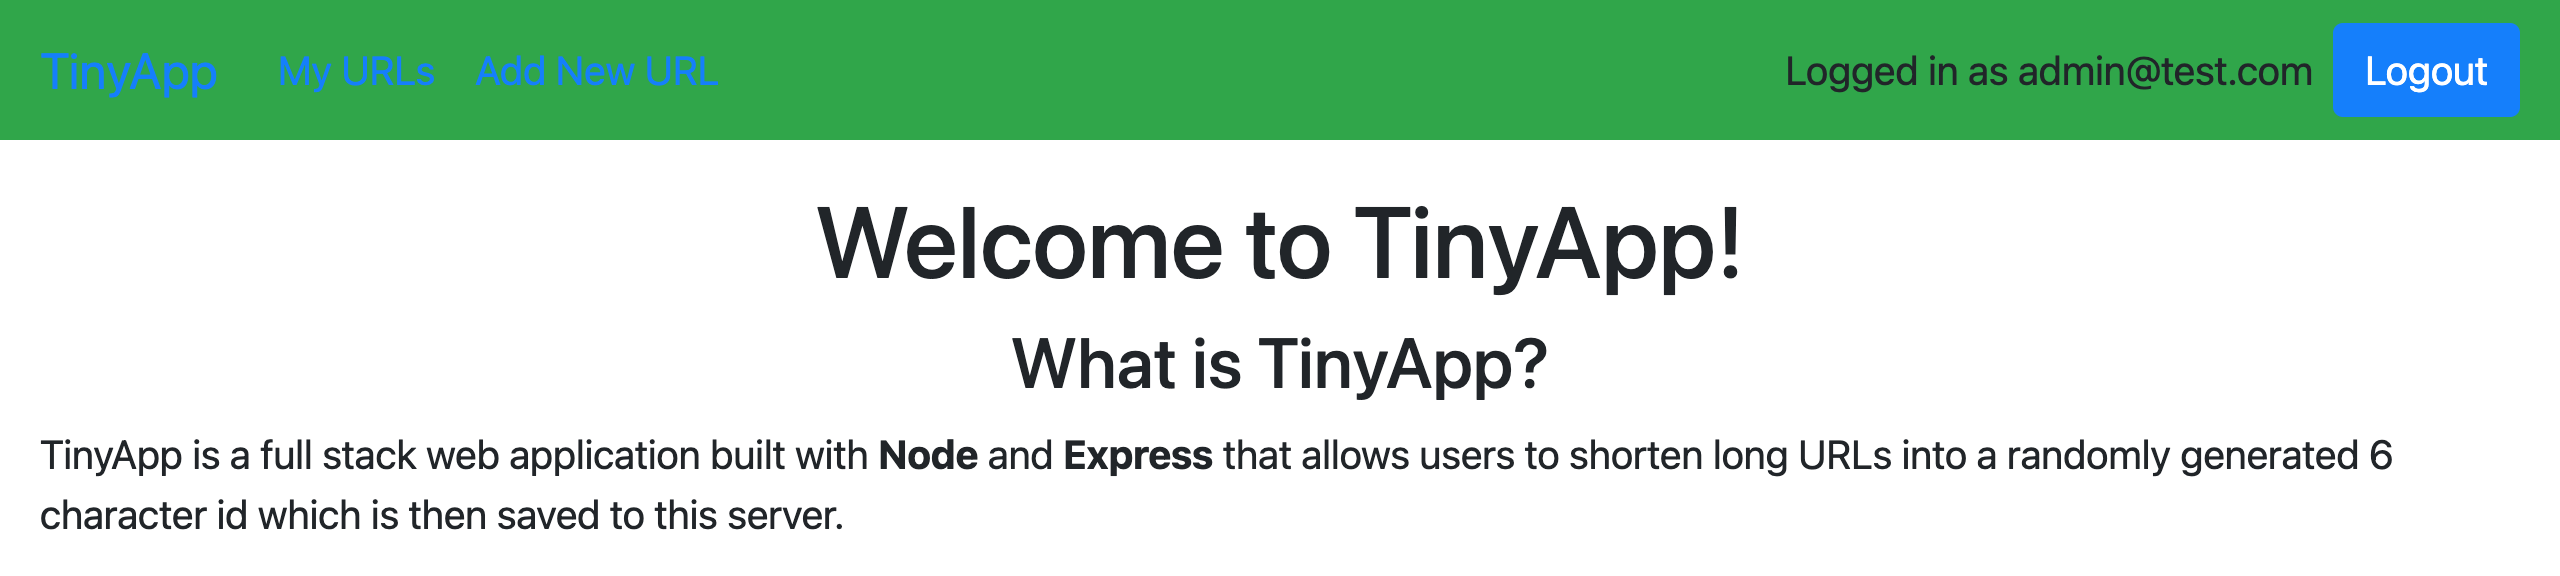 TinyApp My URLs Add New URL Logged in as admin@test.com Logout
Welcome to TinyApp!
What is TinyApp?
TinyApp is a full stack web application built with Node and Express that allows users to shorten long URLs into a randomly generated 6
character id which is then saved to this server.